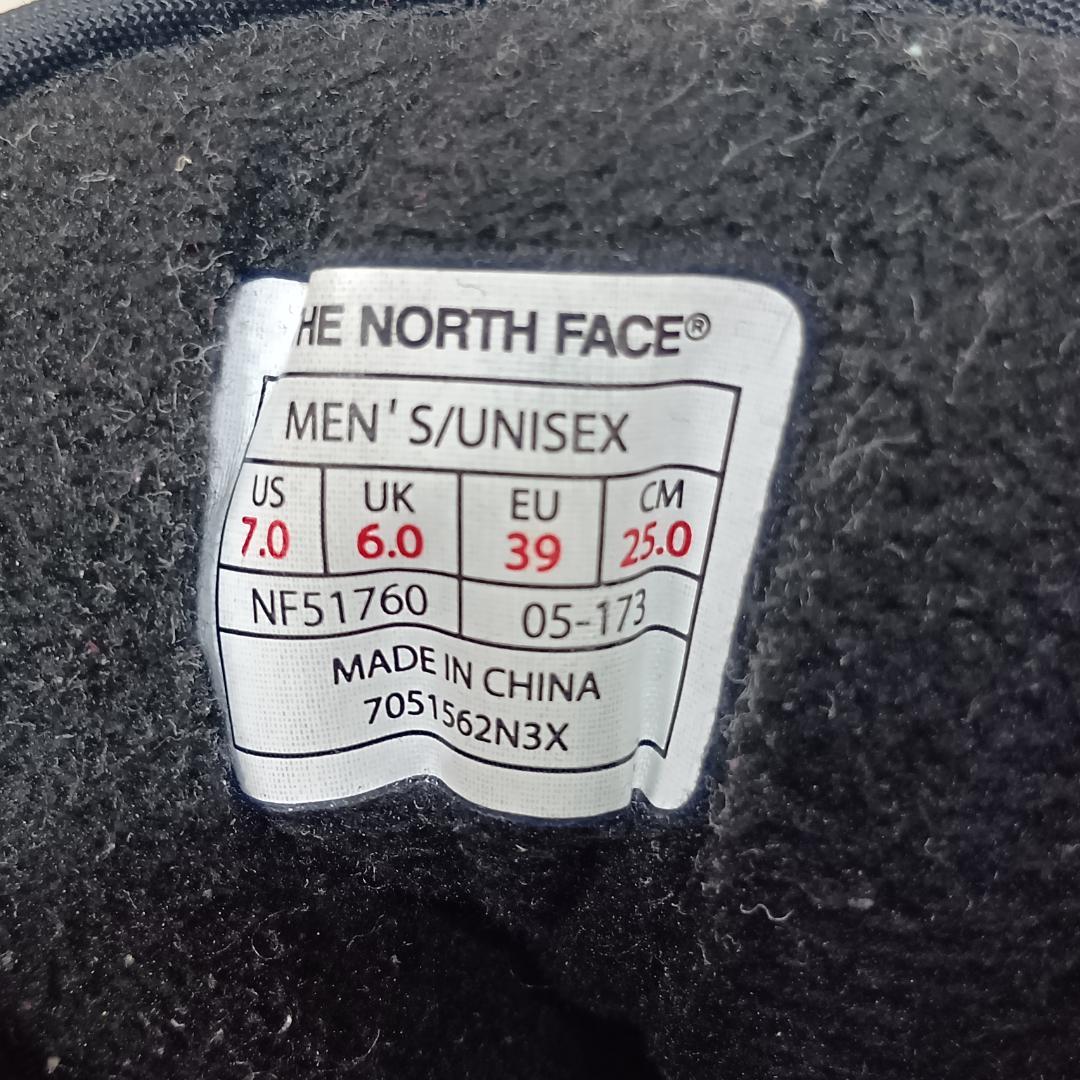 HE NORTH FACE®
MEN'S/UNISEX
US UK EU CM
7.0 6.0 39 25.0
NF51760 05-173
MADE IN CHINA
7051562N3X